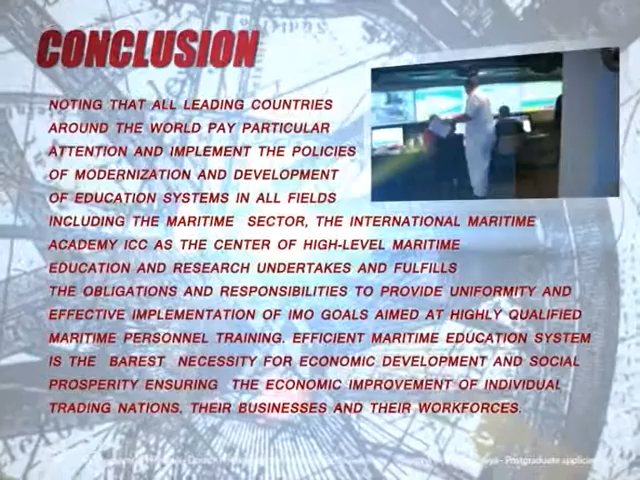 CONCLUSION
NOTING THAT ALL LEADING COUNTRIES
AROUND THE WORLD PAY PARTICULAR
ATTENTION AND IMPLEMENT THE POLICIES
OF MODERNIZATION AND DEVELOPMENT
OF EDUCATION SYSTEMS IN ALL FIELDS
INCLUDING THE MARITIME SECTOR, THE INTERNATIONAL MARITIME
ACADEMY ICC AS THE CENTER OF HIGH-LEVEL MARITIME
EDUCATION AND RESEARCH UNDERTAKES AND FULFILLS
THE OBLIGATIONS AND RESPONSIBILITIES TO PROVIDE UNIFORMITY AND
EFFECTIVE IMPLEMENTATION OF IMO GOALS AIMED AT HIGHLY QUALIFIED
MARITIME PERSONNEL TRAINING. EFFICIENT MARITIME EDUCATION SYSTEM
IS THE BAREST NECESSITY FOR ECONOMIC DEVELOPMENT AND SOCIAL
PROSPERITY ENSURING THE ECONOMIC IMPROVEMENT OF INDIVIDUAL
TRADING NATIONS, THEIR BUSINESSES AND THEIR WORKFORCES.
- Postgraduate